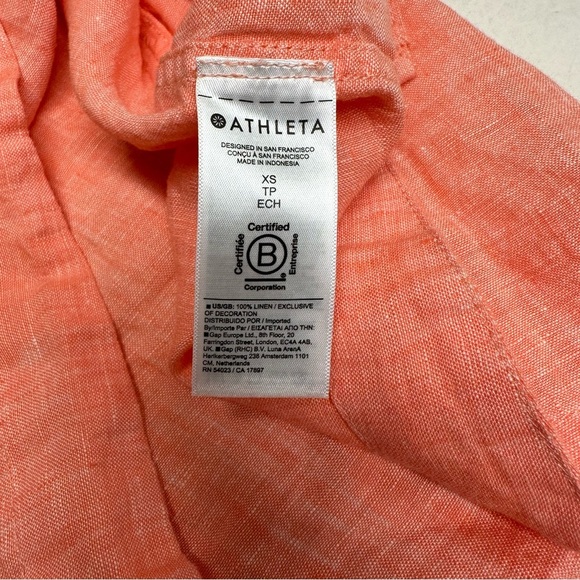 ATHLETA
DESIGNED IN SAN FRANCISCO
CONÇU À SAN FRANCISCO
MADE IN INDONESIA
XS
TP
ECH
Certified
Certifiée
B
Entreprise
Corporation
■ US/GB: 100% LINEN / EXCLUSIVE
OF DECORATION
DISTRIBUIDO POR / Imported
By/Importe Par / ΕΙΣΑΓΕΤΑΙ ΑΠΟ ΤΗΝ:
■ Gap Europe Ltd., 8th Floor, 20
Farringdon Street, London, EC4A 4AB,
UK. ■ Gap (RHC) B.V. Luna ArenA
Herikerbergweg 238 Amsterdam 1101
CM, Netherlands
RN 54023 / CA 17897